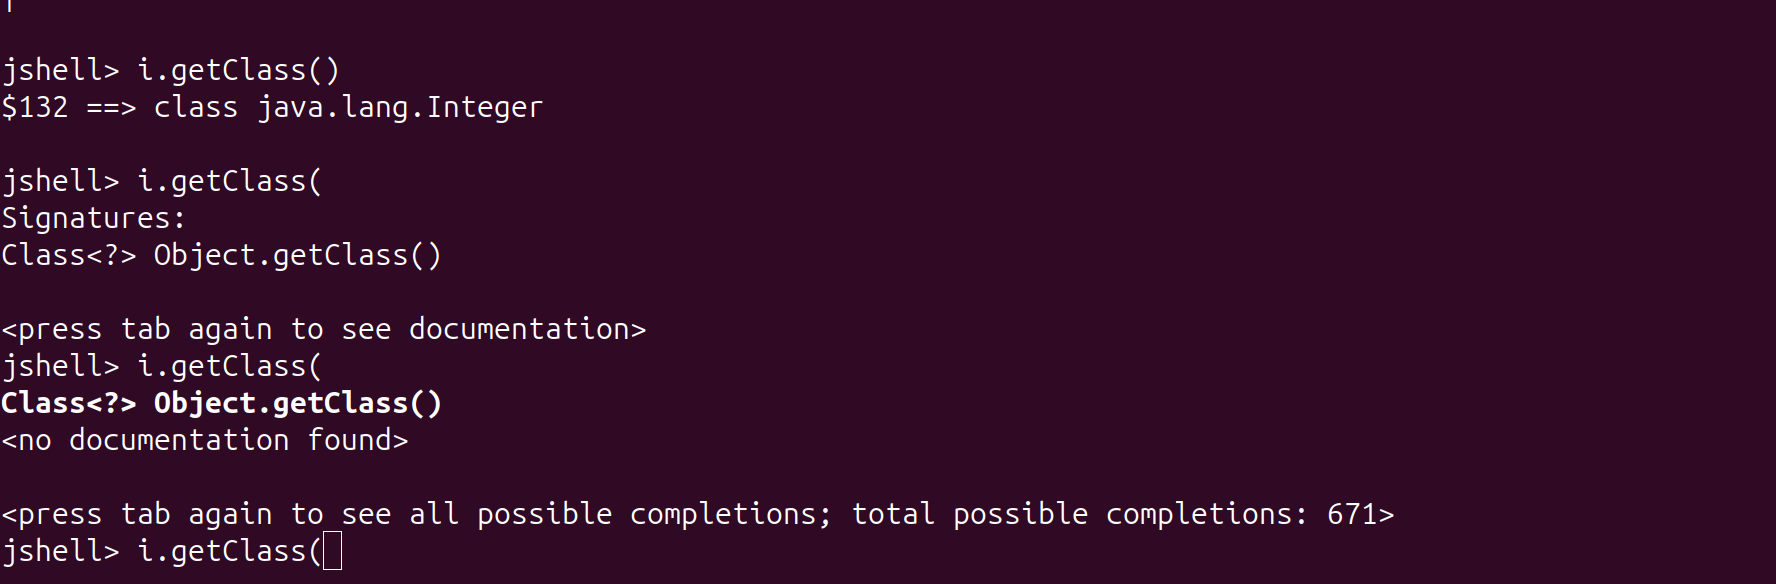 jshell> i.getClass()
$132 ==> class java.lang.Integer
jshell> i.getClass(
Signatures:
Class<?> Object.getClass()
<press tab again to see documentation>
jshell> i.getClass(
Class<?> Object.getClass()
<no documentation found>
<press tab again to see all possible completions; total possible completions: 671>
jshell> i.getClass(